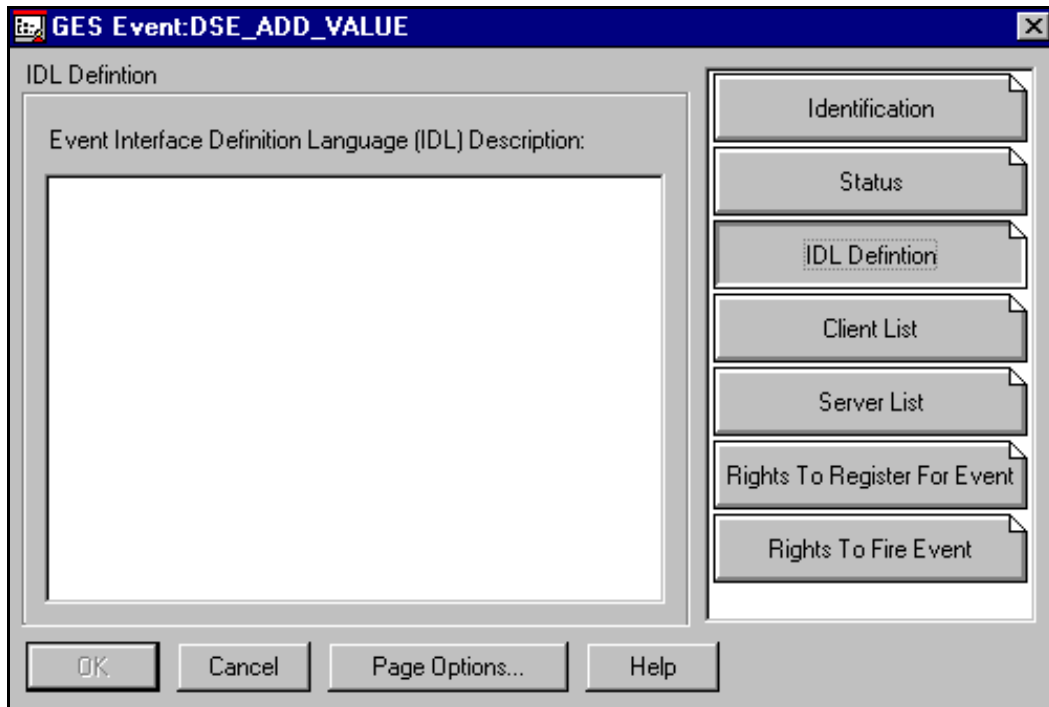 GES Event:DSE_ADD_VALUE
IDL Defintion
Event Interface Definition Language (IDL) Description:
Identification
Status
IDL Defintion
Client List
Server List
Rights To Register For Event
Rights To Fire Event
OK
Cancel
Page Options...
Help